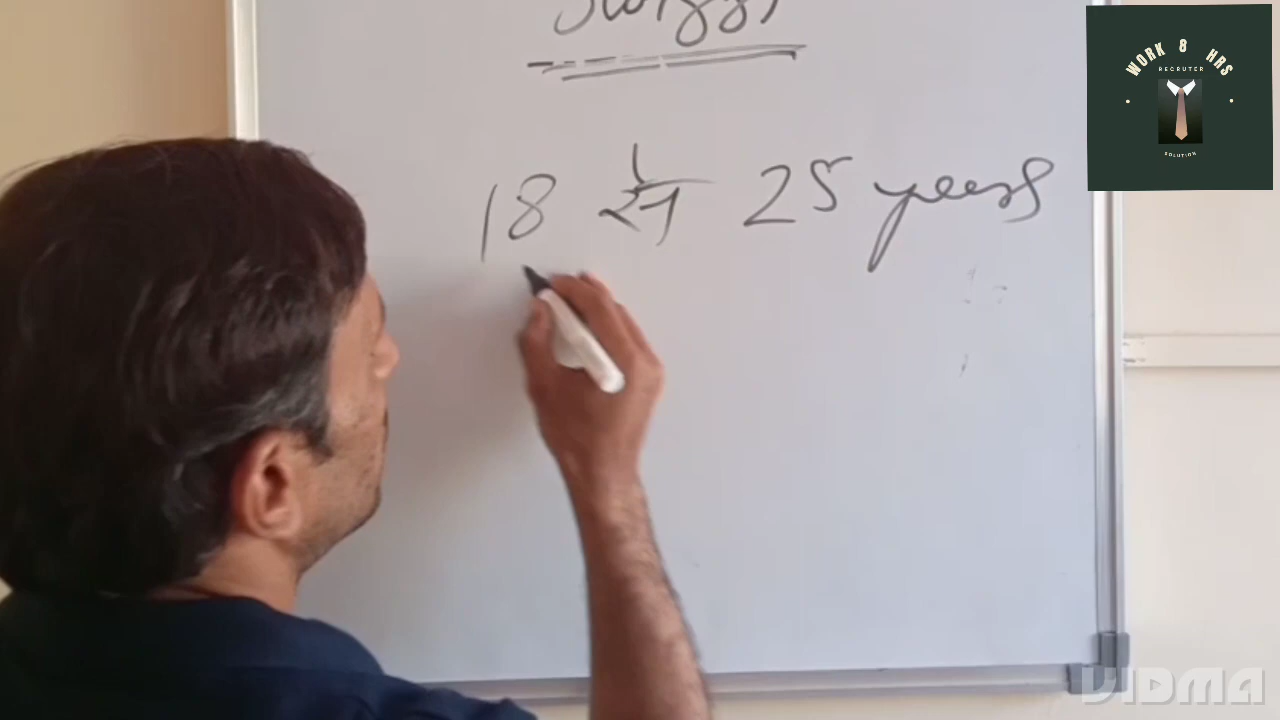 18 से 25 years
WORK 8 HRS
RECRUTER
SOLUTION
VIDMA